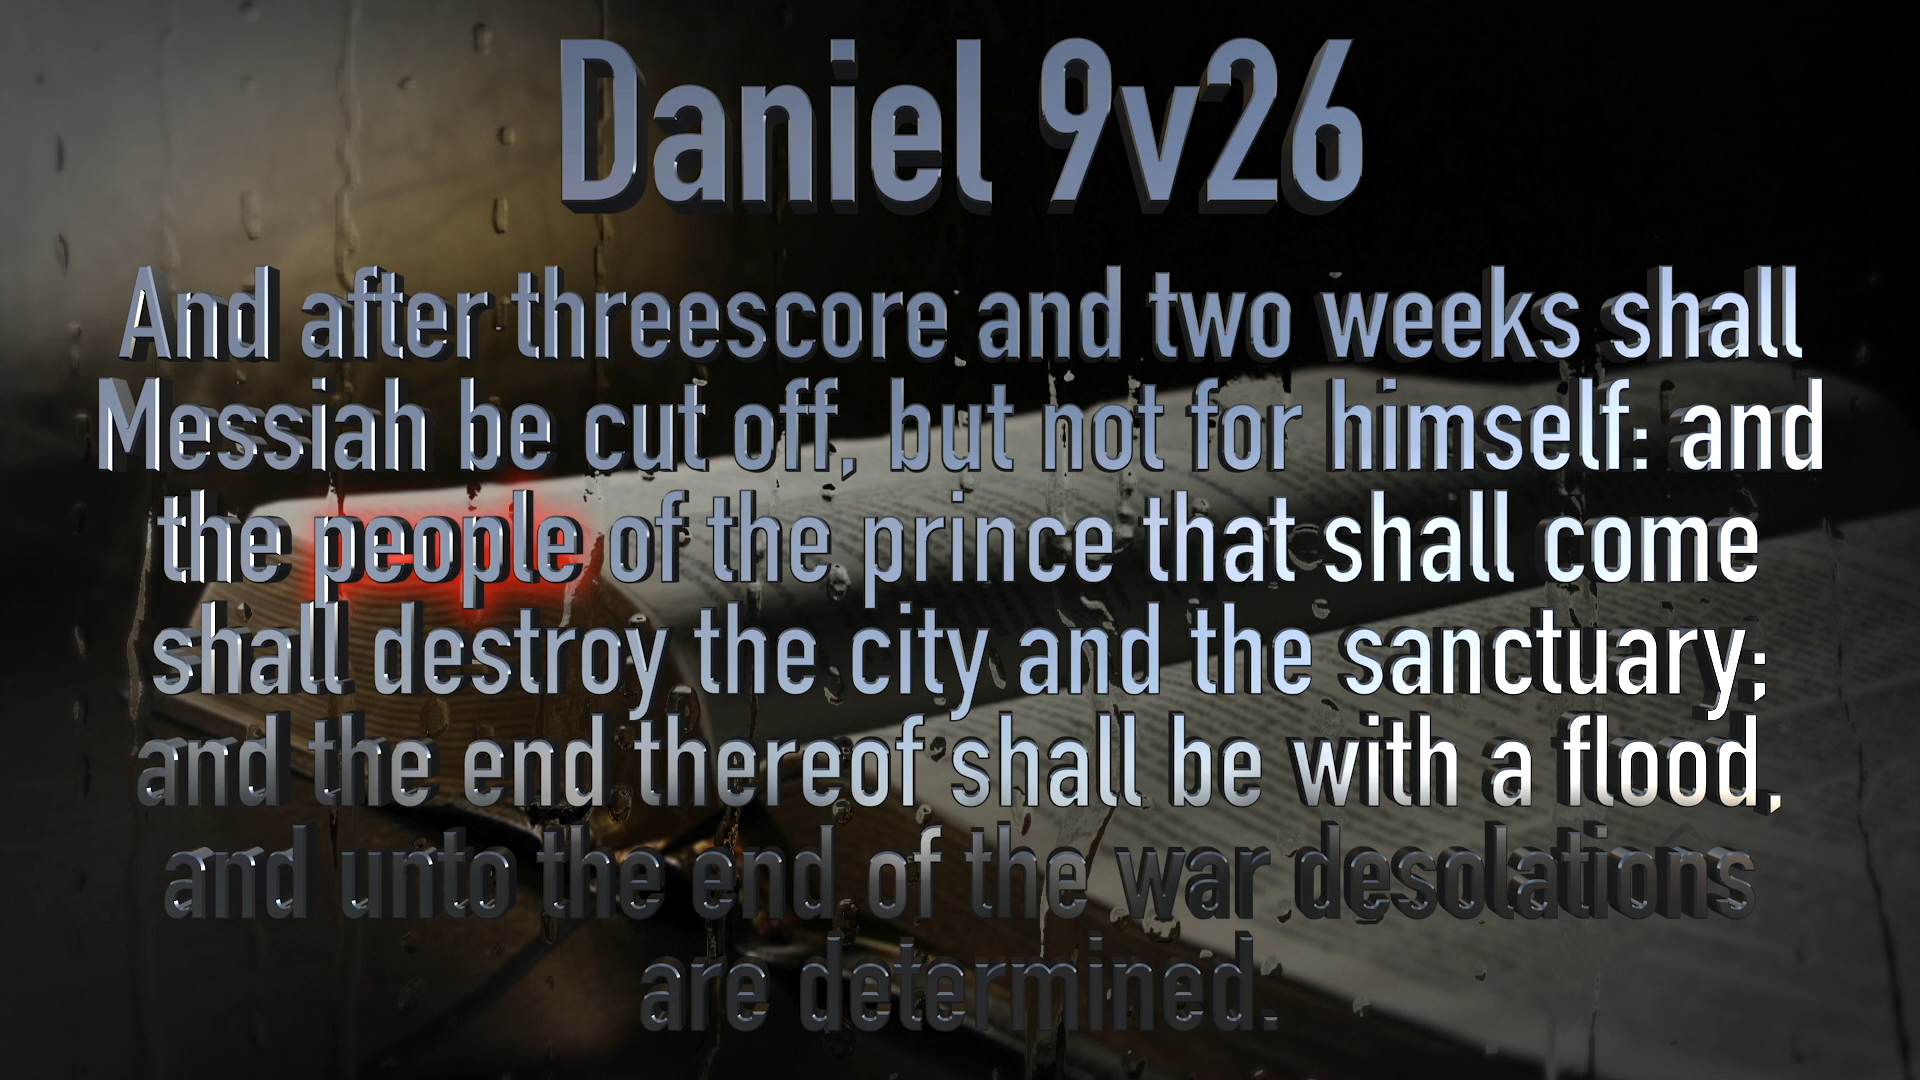 Daniel 9v26
And after threescore and two weeks shall
Messiah be cut off, but not for himself: and
the people of the prince that shall come
shall destroy the city and the sanctuary;
and the end thereof shall be with a flood,
and unto the end of the war desolations
are determined.